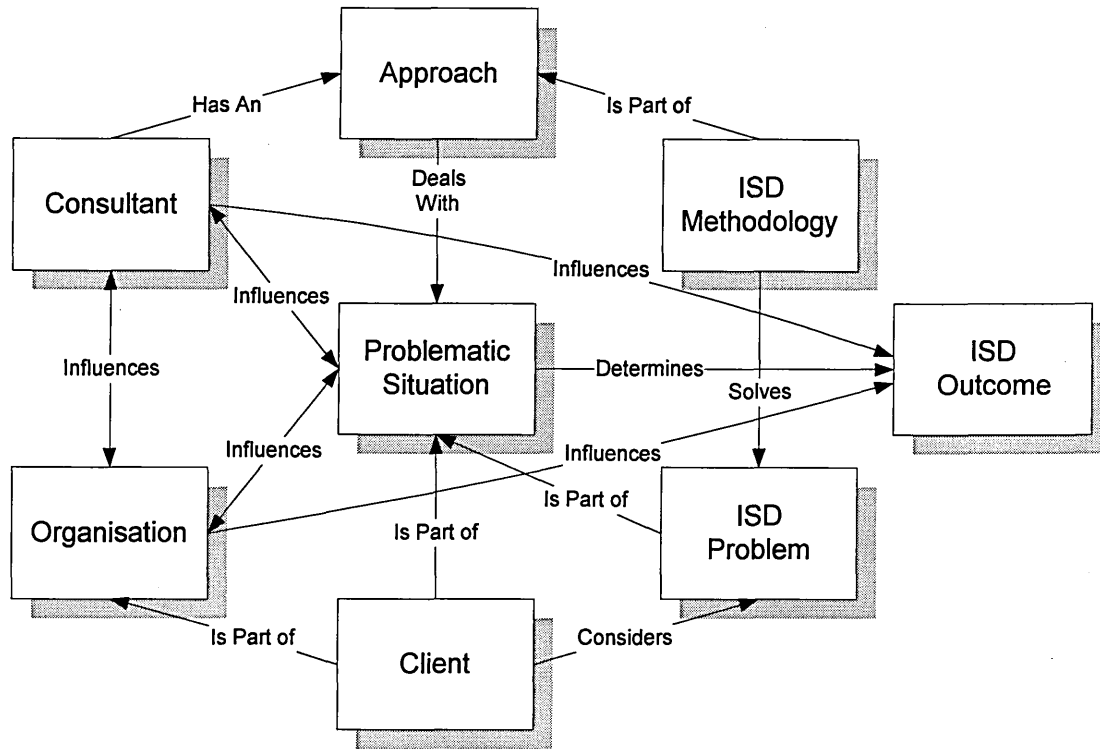 Approach
Has An
Is Part of
Deals
With
Consultant
ISD
Methodology
Influences
Influences
Problematic
Situation
Influences
Determines
ISD
Outcome
Solves
Influences
Influences
Is Part of
Organisation
Is Part of
ISD
Problem
Is Part of
Considers
Client